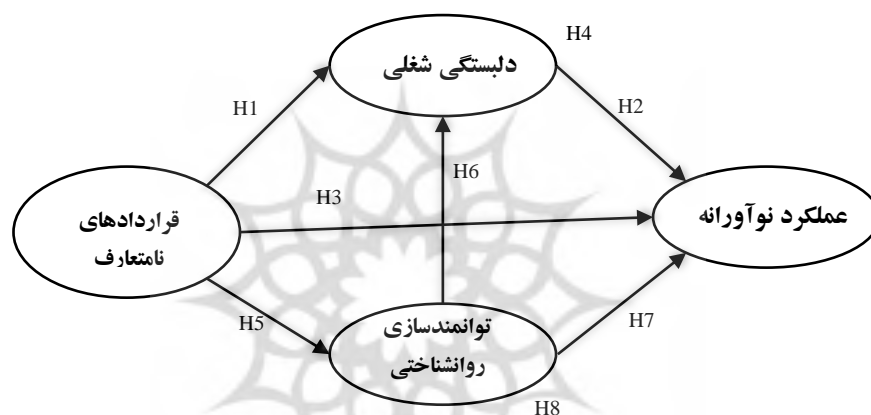 H4
دلبستگی شغلی
H1
H2
H6
H3
قراردادهای
نامتعارف
عملکرد نوآورانه
H5
توانمندسازی
روانشناختی
H7
H8